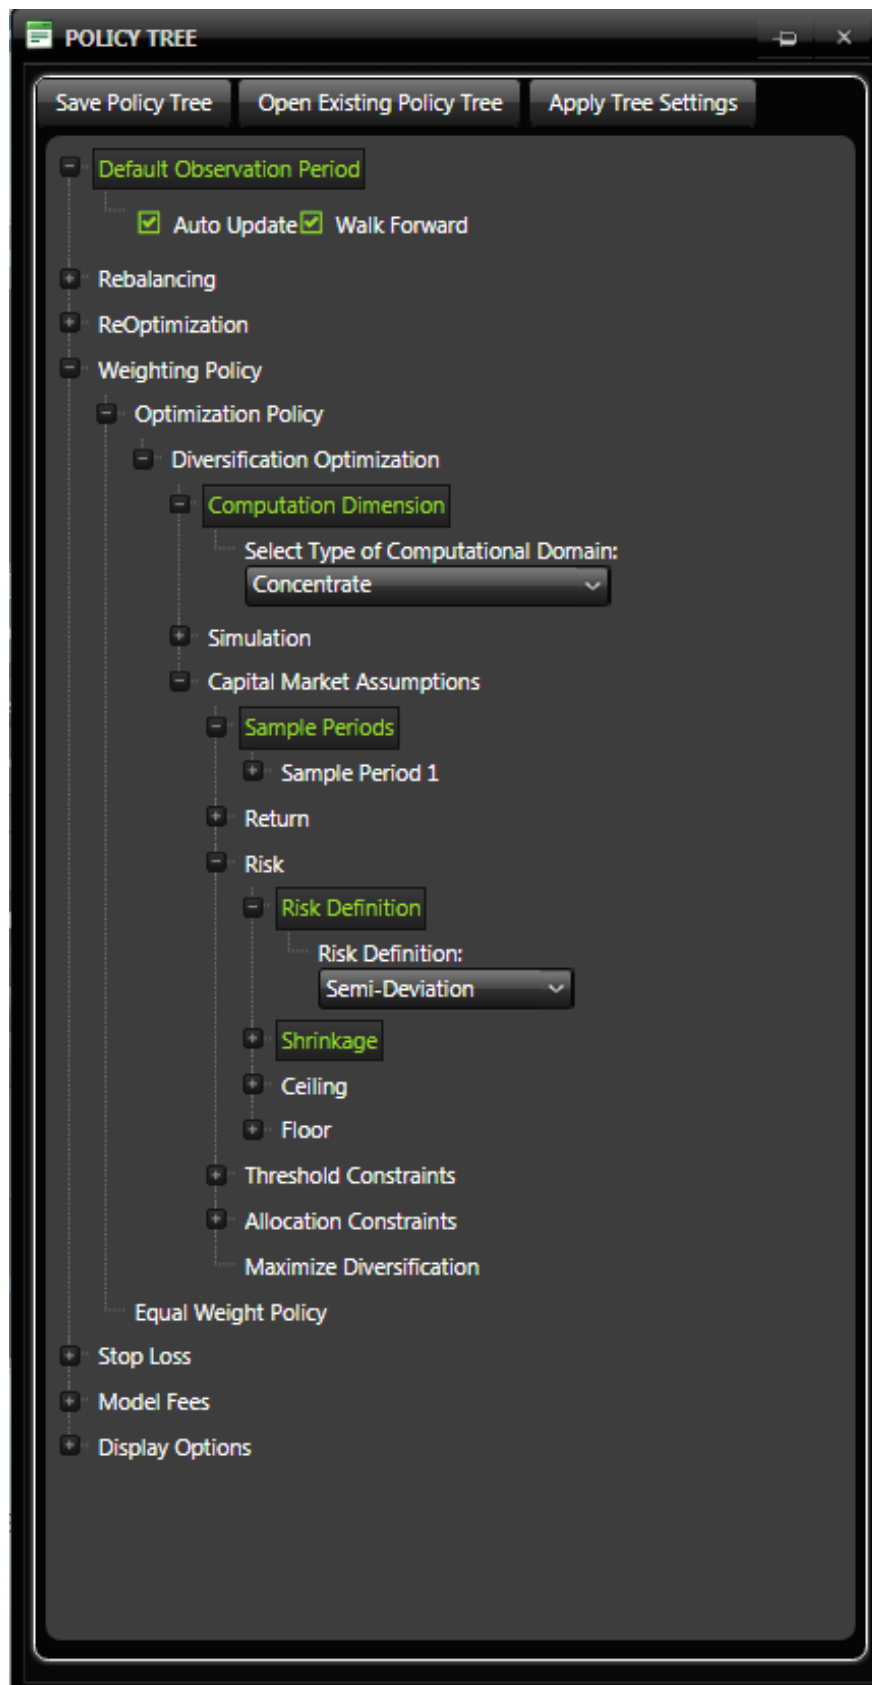 POLICY TREE
Save Policy Tree Open Existing Policy Tree Apply Tree Settings
Default Observation Period
Auto Update Walk Forward
Rebalancing
ReOptimization
Weighting Policy
Optimization Policy
Diversification Optimization
Computation Dimension
Select Type of Computational Domain:
Concentrate
Simulation
Capital Market Assumptions
Sample Periods
Sample Period 1
Return
Risk
Risk Definition
Risk Definition:
Semi-Deviation
Shrinkage
Ceiling
Floor
Threshold Constraints
Allocation Constraints
Maximize Diversification
Equal Weight Policy
Stop Loss
Model Fees
Display Options